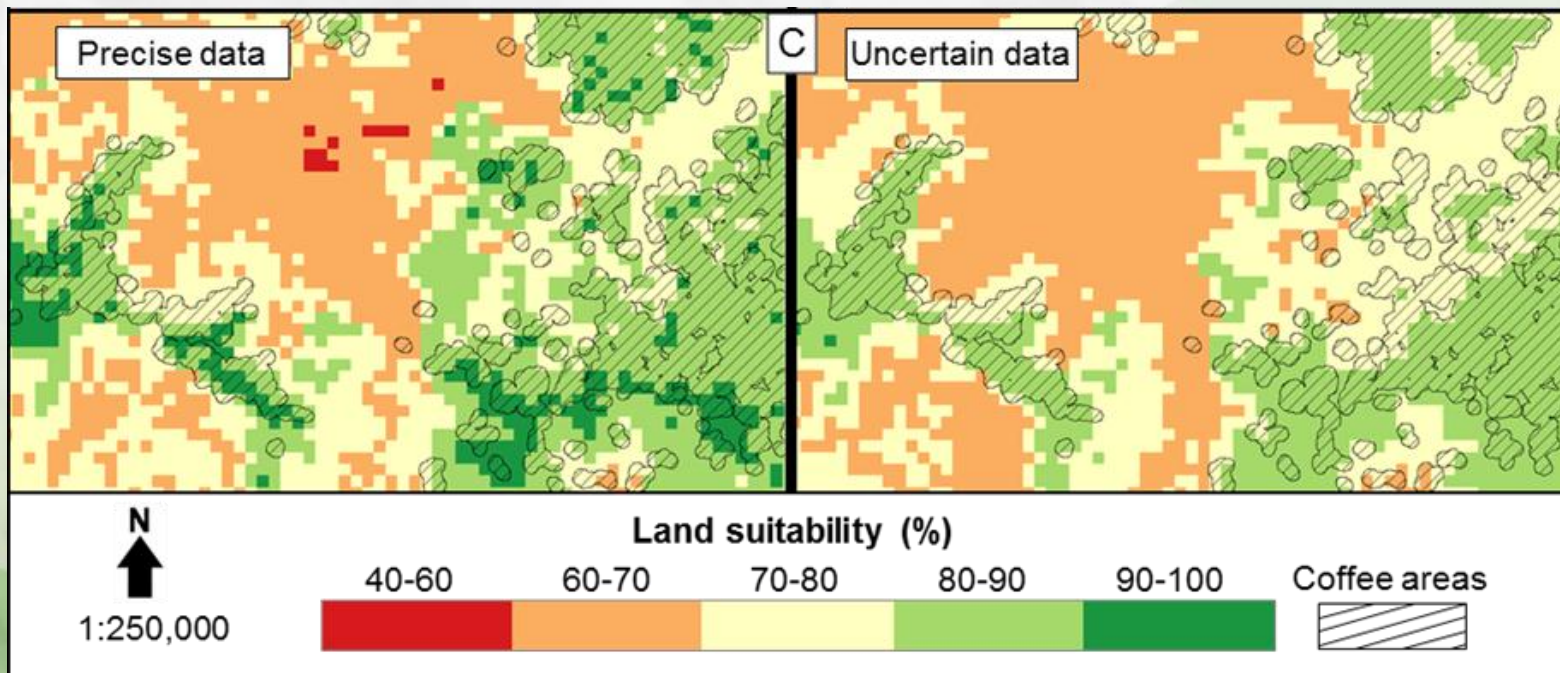 Precise data
C
Uncertain data
N
1:250,000
Land suitability (%)
40-60 60-70 70-80 80-90 90-100
Coffee areas